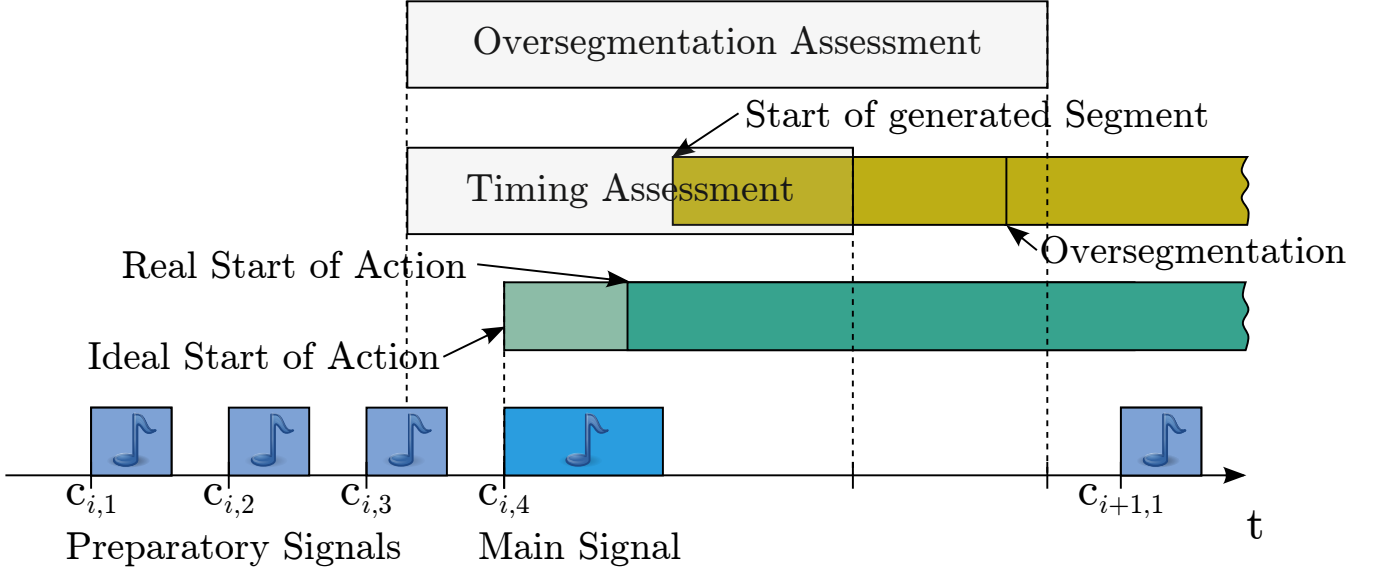 Oversegmentation Assessment
Start of generated Segment
Timing Assessment
Oversegmentation
Real Start of Action
Ideal Start of Action
c_{i,1} c_{i,2} c_{i,3} c_{i,4} c_{i+1,1}
t
Preparatory Signals Main Signal